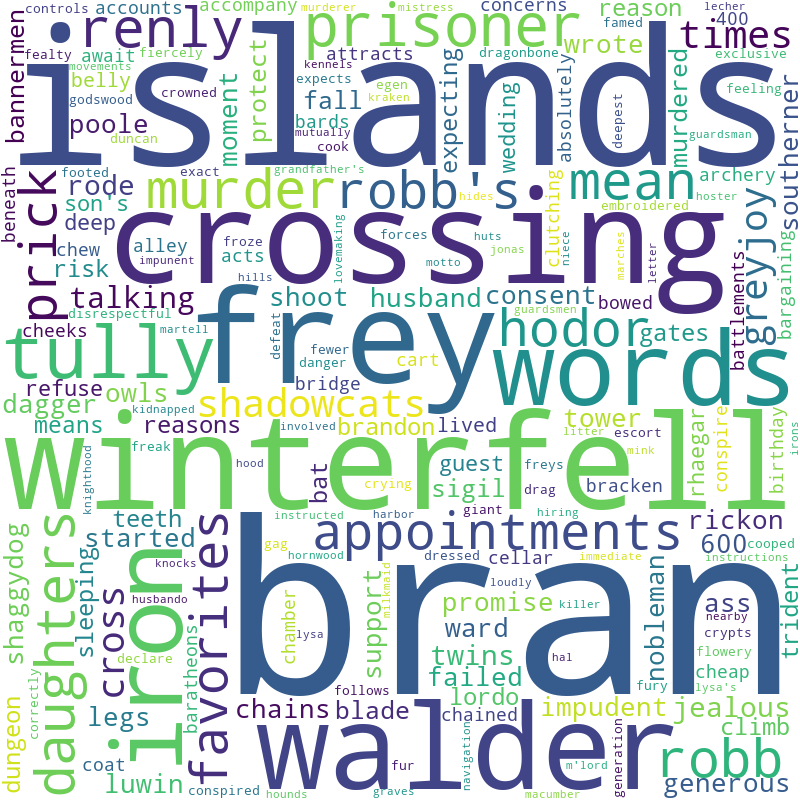 controls accounts accompany murderer mistress concerns reason lecher 400
fealty await fiercely renly prisoner wrote famed times
bannermen movements belly kennels attracts dragonbone exclusive
islands
godswood crowned expects fall egen kraken expecting absolutely deepest feeling
duncan poole bards mutually cook moment protect wedding murdered guardsman
footed exact grandfather's hides archery hoster southerner
beneath rode murder robb's mean embroidered
son's deep prick crossing clutching
chew alley froze acts lovemaking forces huts jonas niece marches letter greyjoy
impunent hills motto
risk talking shoot husband consent bowed battlements bargaining
disrespectful guardsmen
cheeks martell frey defeat fewer danger hodor gates
tully cart words
refuse owls bridge
dagger kidnapped shadowcats tower
means reasons involved brandon lived litter escort rhaegar conspire birthday irons
freak winterfell mink
knighthood hood crying bat guest freys sigil drag bracken
instructed harbor giant hiring
teeth started appointments rickon
shaggydog daughters sleeping iron favorites gag hornwood dressed cellar immediate 600 cooped
knocks loudly instructions
husbando cross bran chamber lysa support milkmaid promise killer nobleman ass nearby trident
ward crypts
declare twins hal flowery
correctly baratheons failed fury cheap
follows lordo lysa's
dungeon legs chains blade chained impudent jealous
climb
coat walder navigation robb
luwin fur m'lord generation generous
conspired hounds graves macumber